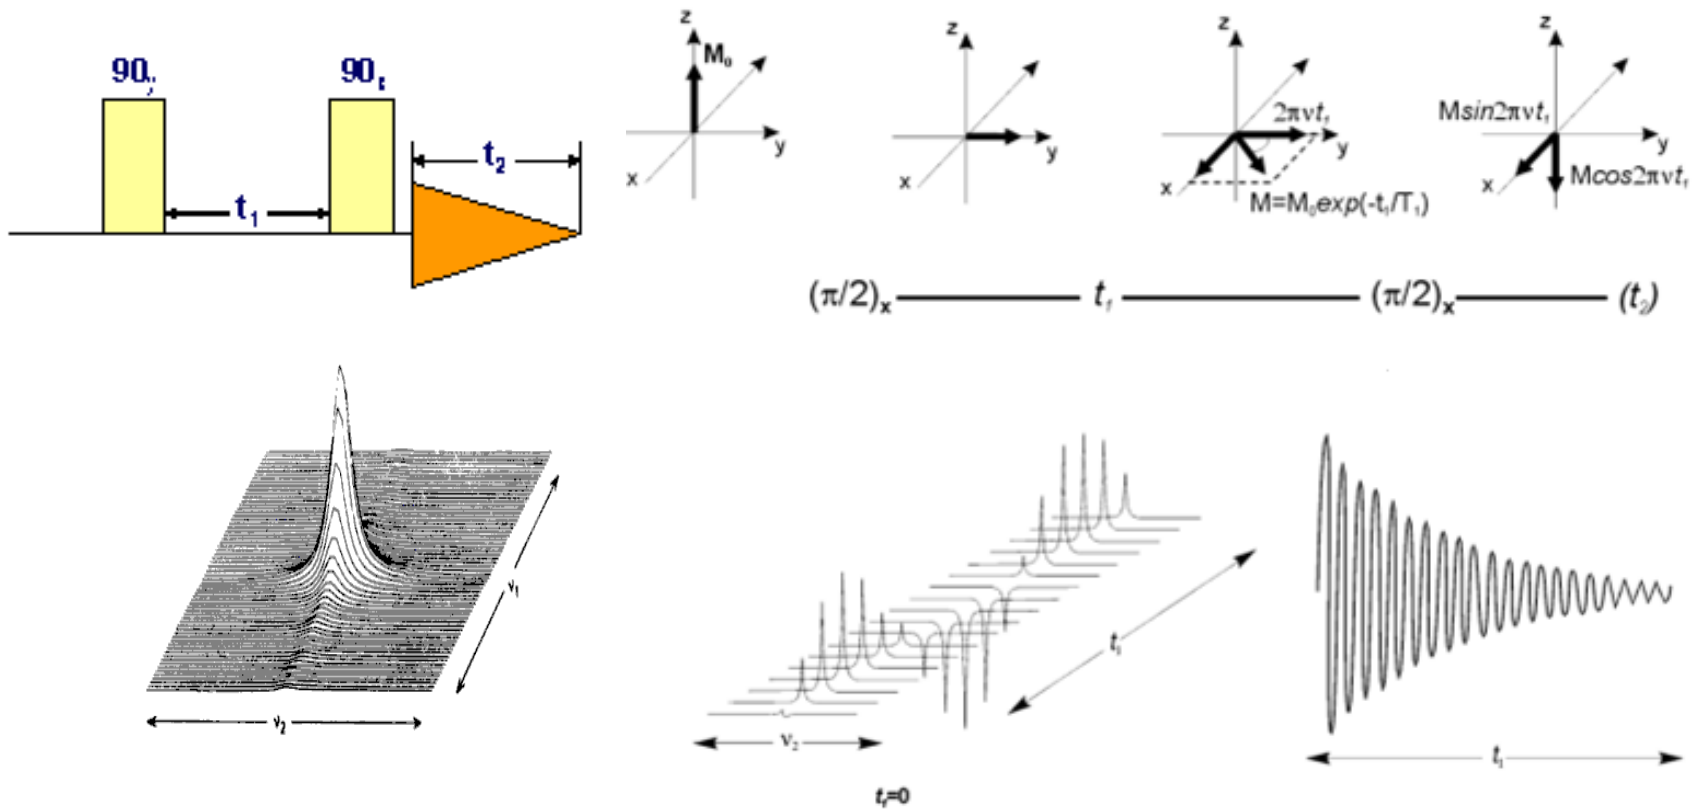 90
90
t₁
t₂
z
M₀
y
x
z
y
x
z
2πνt₁
y
x
M=M₀exp(-t₁/T₁)
z
Msin2πνt₁
y
x
Mcos2πνt₁
(π/2)ₓ
t₁
(π/2)ₓ
(t₂)
ν₁
ν₂
t₁
ν₂
t₁=0
t₁